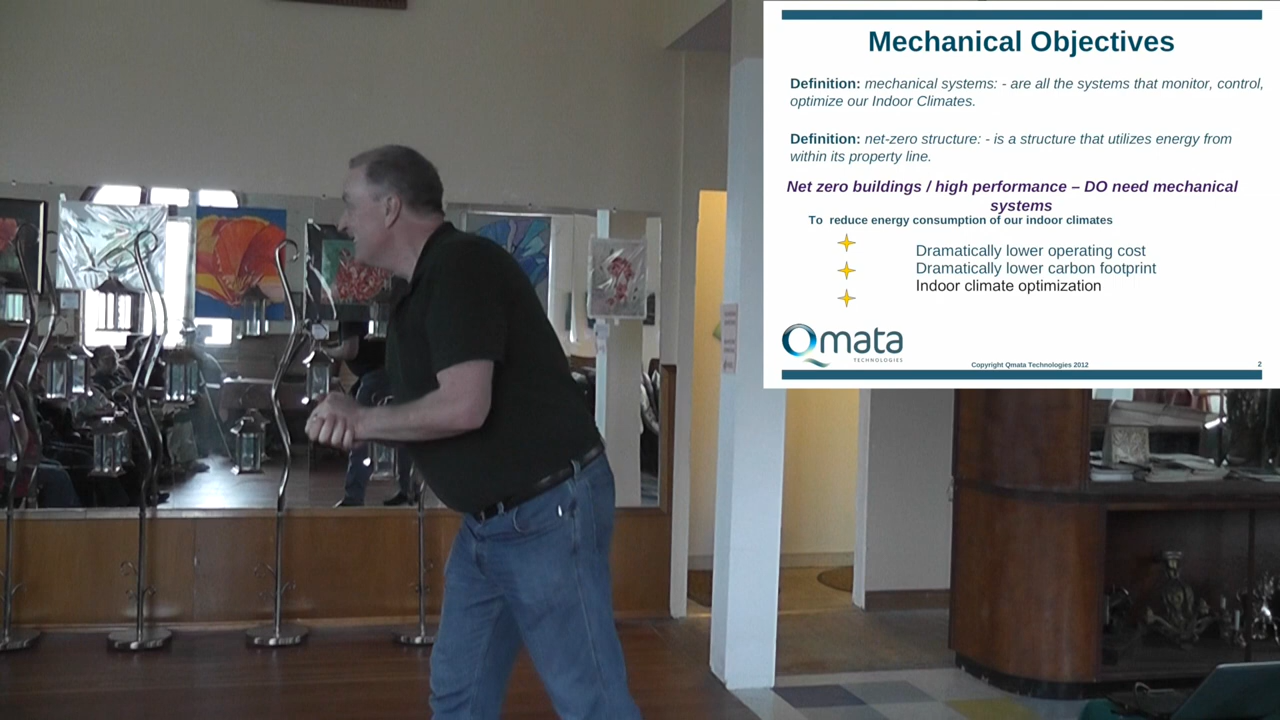 Mechanical Objectives
Definition: mechanical systems: - are all the systems that monitor, control,
optimize our Indoor Climates.
Definition: net-zero structure: - is a structure that utilizes energy from
within its property line.
Net zero buildings / high performance – DO need mechanical
systems
To reduce energy consumption of our indoor climates
Dramatically lower operating cost
Dramatically lower carbon footprint
Indoor climate optimization
Qmata
TECHNOLOGIES
Copyright Qmata Technologies 2012
2